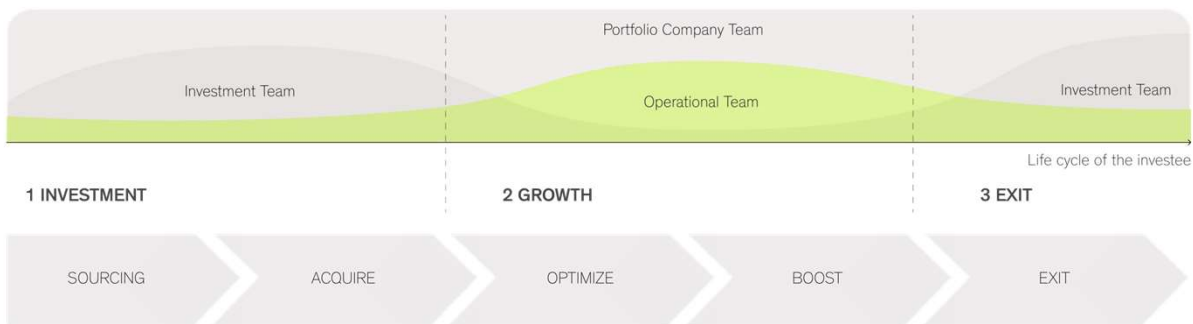 Portfolio Company Team
Investment Team
Operational Team
Investment Team
Life cycle of the investee
1 INVESTMENT
2 GROWTH
3 EXIT
SOURCING
ACQUIRE
OPTIMIZE
BOOST
EXIT